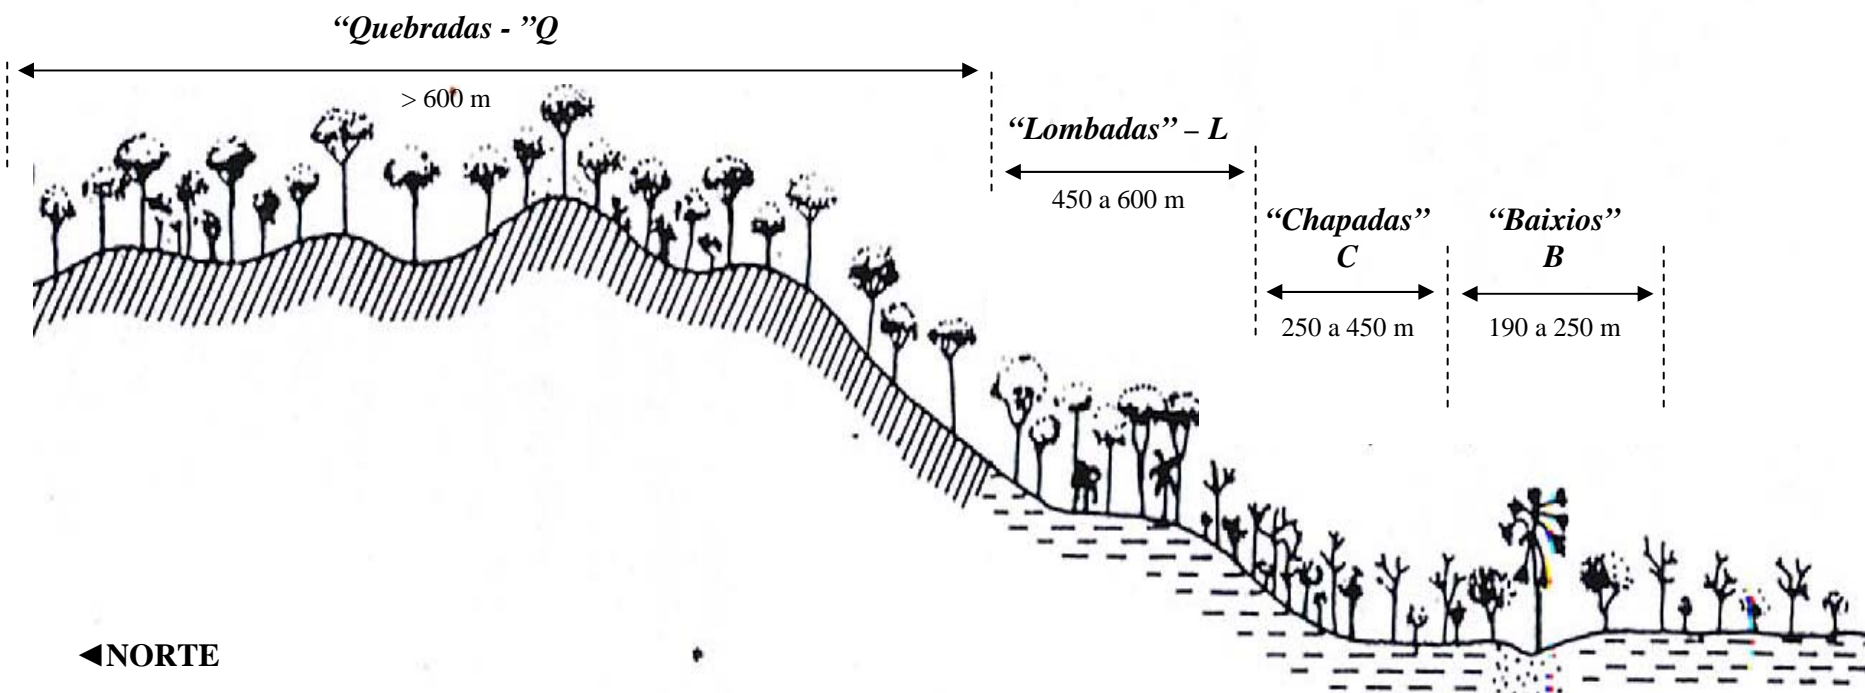 “Quebradas - ”Q
> 600 m
“Lombadas” – L
450 a 600 m
“Chapadas”
C
250 a 450 m
“Baixios”
B
190 a 250 m
◄NORTE